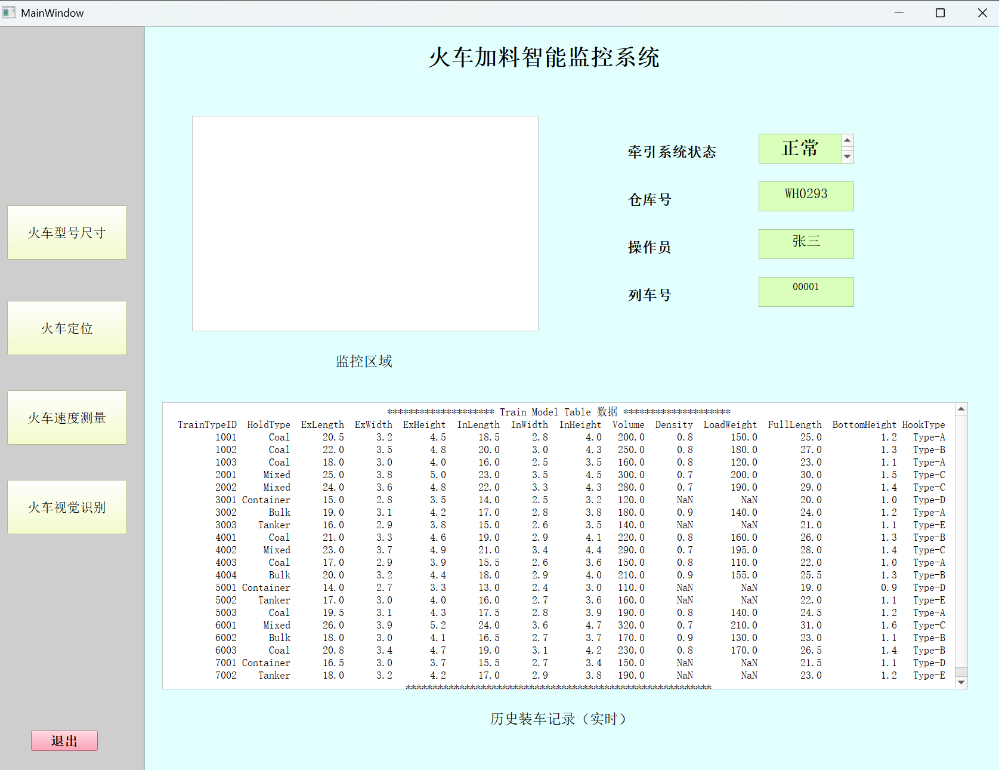 MainWindow
火车加料智能监控系统
牵引系统状态 正常
仓库号 WH0293
操作员 张三
列车号 00001
火车型号尺寸
火车定位
火车速度测量
火车视觉识别
退出
监控区域
******************** Train Model Table 数据 ********************
TrainTypeID HoldType ExLength ExWidth ExHeight InLength InWidth InHeight Volume Density LoadWeight FullLength BottomHeight HookType
1001 Coal 20.5 3.2 4.5 18.5 2.8 4.0 200.0 0.8 150.0 25.0 1.2 Type-A
1002 Coal 22.0 3.5 4.8 20.0 3.0 4.3 250.0 0.8 180.0 27.0 1.3 Type-B
1003 Coal 18.0 3.0 4.0 16.0 2.5 3.5 160.0 0.8 120.0 23.0 1.1 Type-A
2001 Mixed 25.0 3.8 5.0 23.0 3.5 4.5 300.0 0.7 200.0 30.0 1.5 Type-C
2002 Mixed 24.0 3.6 4.8 22.0 3.3 4.3 280.0 0.7 190.0 29.0 1.4 Type-C
3001 Container 15.0 2.8 3.5 14.0 2.5 3.2 120.0 NaN NaN 20.0 1.0 Type-D
3002 Bulk 19.0 3.1 4.2 17.0 2.8 3.8 180.0 0.9 140.0 24.0 1.2 Type-A
3003 Tanker 16.0 2.9 3.8 15.0 2.6 3.5 140.0 NaN NaN 21.0 1.1 Type-E
4001 Coal 21.0 3.3 4.6 19.0 2.9 4.1 220.0 0.8 160.0 26.0 1.3 Type-B
4002 Mixed 23.0 3.7 4.9 21.0 3.4 4.4 290.0 0.7 195.0 28.0 1.4 Type-C
4003 Coal 17.0 2.9 3.9 15.5 2.6 3.6 150.0 0.8 110.0 22.0 1.0 Type-A
4004 Bulk 20.0 3.2 4.4 18.0 2.9 4.0 210.0 0.9 155.0 25.5 1.3 Type-B
5001 Container 14.0 2.7 3.3 13.0 2.4 3.0 110.0 NaN NaN 19.0 0.9 Type-D
5002 Tanker 17.0 3.0 4.0 16.0 2.7 3.6 160.0 NaN NaN 22.0 1.1 Type-E
5003 Coal 19.5 3.1 4.3 17.5 2.8 3.9 190.0 0.8 140.0 24.5 1.2 Type-A
6001 Mixed 26.0 3.9 5.2 24.0 3.6 4.7 320.0 0.7 210.0 31.0 1.6 Type-C
6002 Bulk 18.0 3.0 4.1 16.5 2.7 3.7 170.0 0.9 130.0 23.0 1.1 Type-B
6003 Coal 20.8 3.4 4.7 19.0 3.1 4.2 230.0 0.8 170.0 26.5 1.4 Type-B
7001 Container 16.5 3.0 3.7 15.5 2.7 3.4 150.0 NaN NaN 21.5 1.1 Type-D
7002 Tanker 18.0 3.2 4.2 17.0 2.9 3.8 190.0 NaN NaN 23.0 1.2 Type-E
*********************************************************
历史装车记录（实时）